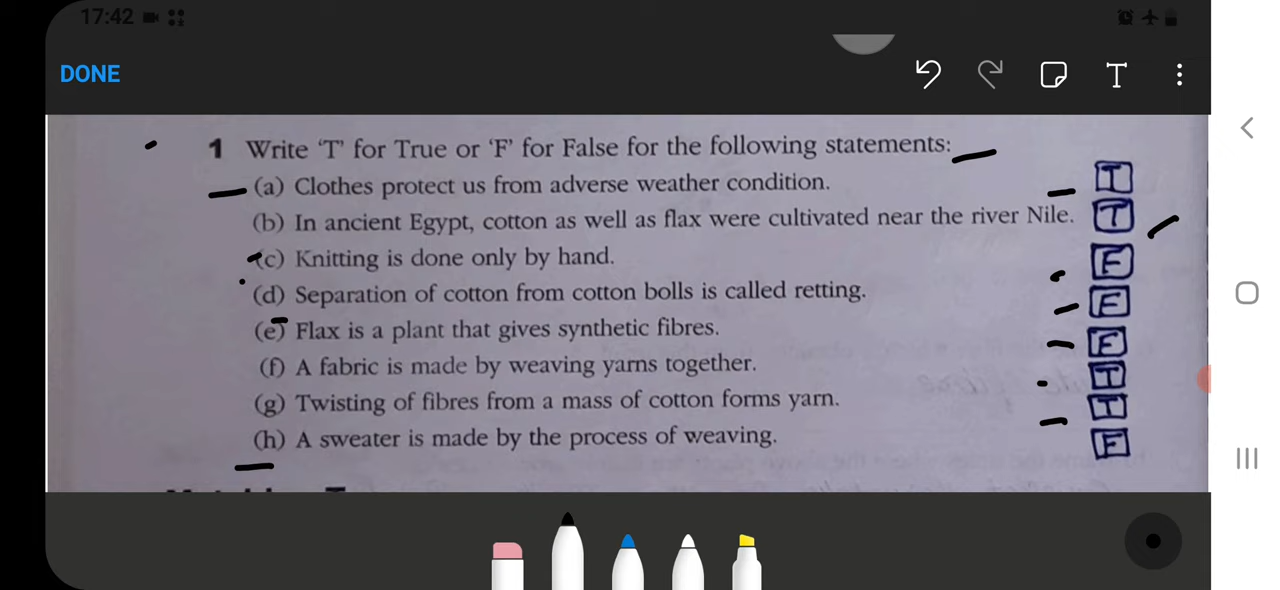 17:42
DONE
T
1 Write 'T' for True or 'F' for False for the following statements:
(a) Clothes protect us from adverse weather condition. T
(b) In ancient Egypt, cotton as well as flax were cultivated near the river Nile. T
(c) Knitting is done only by hand. F
(d) Separation of cotton from cotton bolls is called retting. F
(e) Flax is a plant that gives synthetic fibres. F
(f) A fabric is made by weaving yarns together. T
(g) Twisting of fibres from a mass of cotton forms yarn. T
(h) A sweater is made by the process of weaving. F